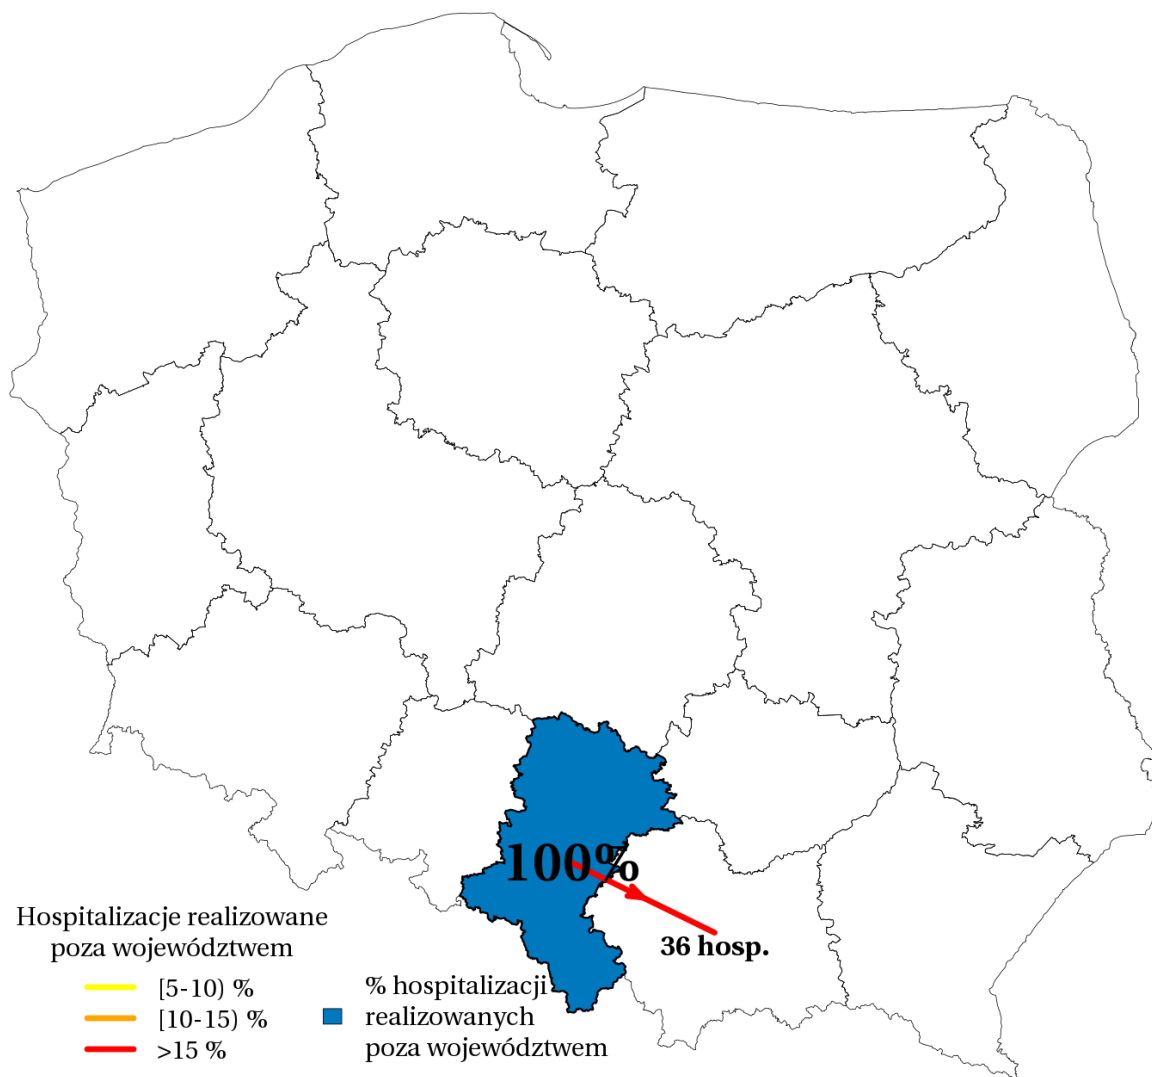 100%
36 hosp.
Hospitalizacje realizowane
poza województwem
[5-10) %
[10-15) %
>15 %
% hospitalizacji
realizowanych
poza województwem